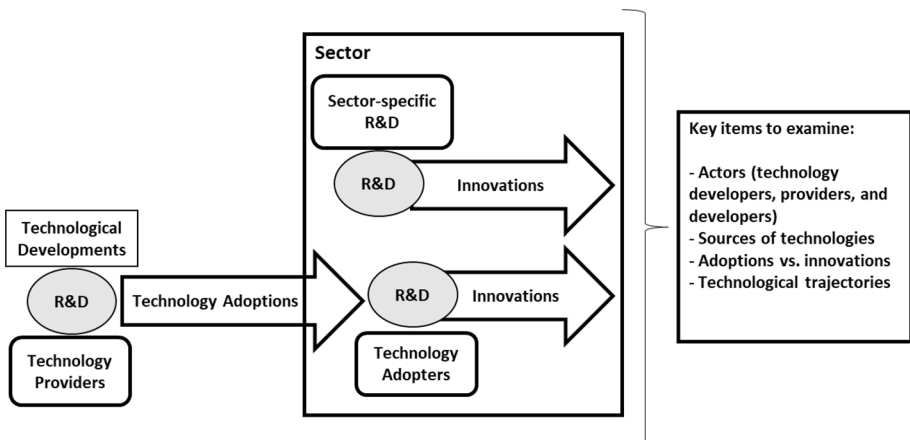 Sector
Sector-specific
R&D
R&D
Innovations
Technological
Developments
R&D
Technology Adoptions
R&D
Innovations
Technology
Providers
Technology
Adopters
Key items to examine:
- Actors (technology
developers, providers, and
developers)
- Sources of technologies
- Adoptions vs. innovations
- Technological trajectories